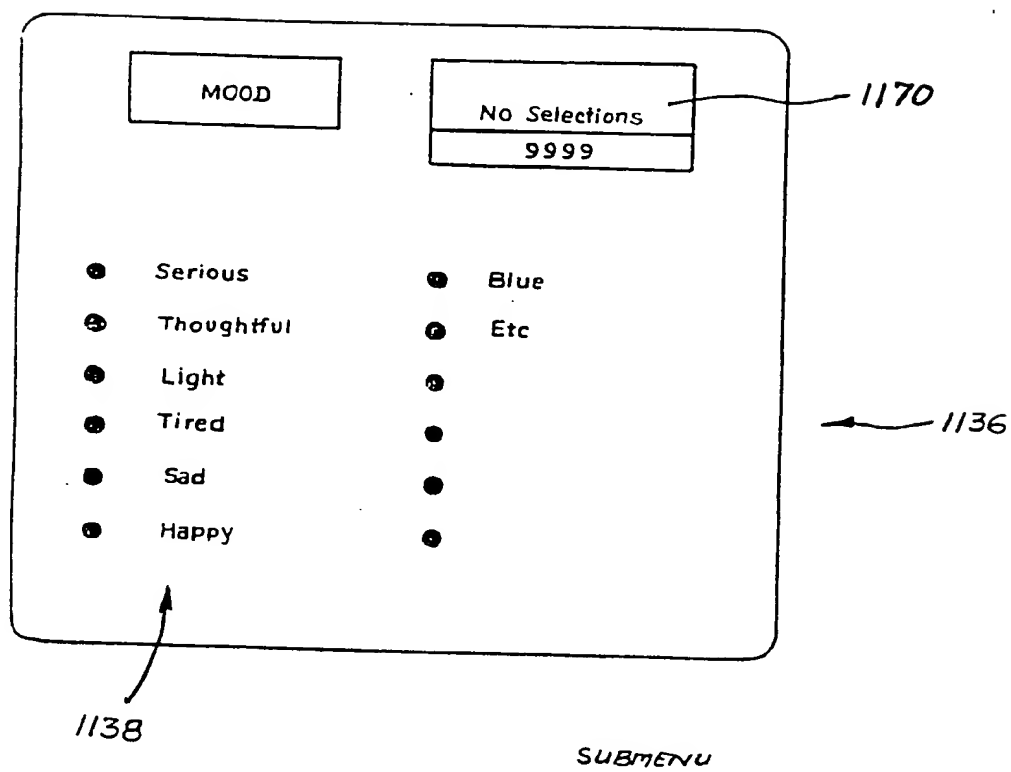 MOOD
No Selections
9999
1170
Serious
Thoughtful
Light
Tired
Sad
Happy
Blue
Etc
1136
1138
SUBMENU